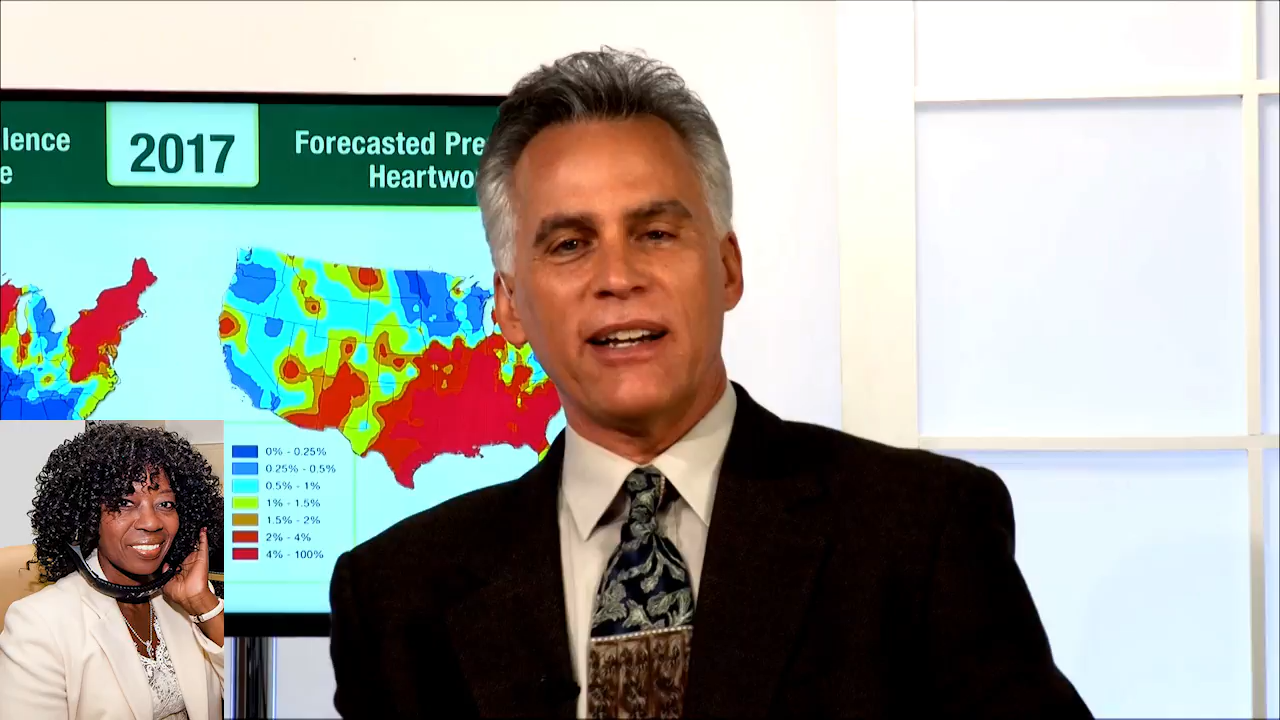 lence
e
2017
Forecasted Pre
Heartwo
0% - 0.25%
0.25% - 0.5%
0.5% - 1%
1% - 1.5%
1.5% - 2%
2% - 4%
4% - 100%